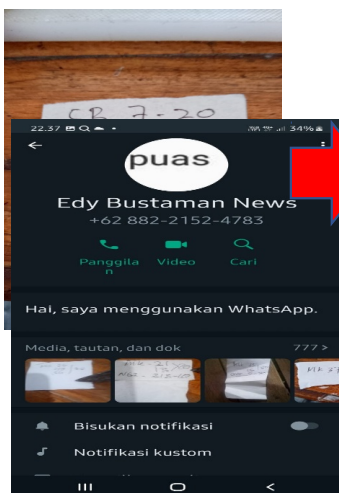 CB 7-20
22.37
34%
puas
Edy Bustaman News
+62 882-2152-4783
Panggila
n
Video
Cari
Hai, saya menggunakan WhatsApp.
Media, tautan, dan dok
777 >
Bisukan notifikasi
Notifikasi kustom